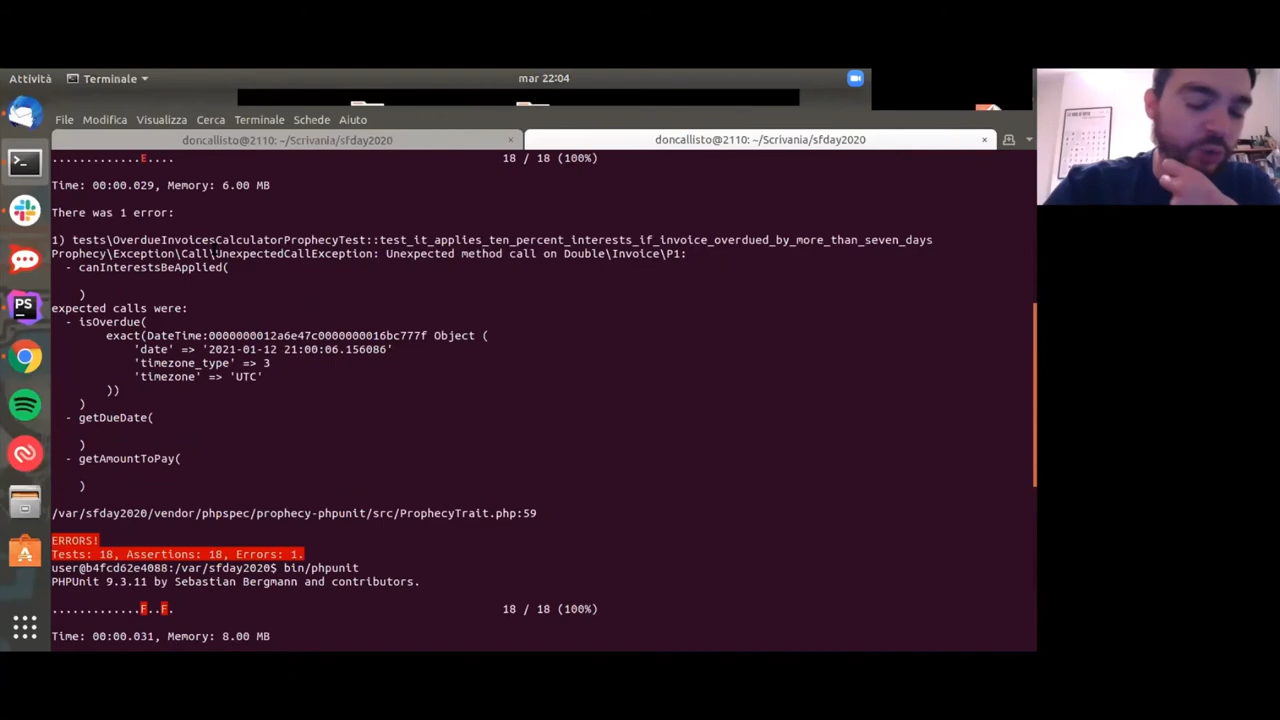 Attività
Terminale
mar 22:04
File Modifica Visualizza Cerca Terminale Schede Aiuto
doncallisto@2110: ~/Scrivania/sfday2020 ×
doncallisto@2110: ~/Scrivania/sfday2020 ×
.............E.... 18 / 18 (100%)
Time: 00:00.029, Memory: 6.00 MB
There was 1 error:
1) tests\OverdueInvoicesCalculatorProphecyTest::test_it_applies_ten_percent_interests_if_invoice_overdued_by_more_than_seven_days
Prophecy\Exception\Call\UnexpectedCallException: Unexpected method call on Double\Invoice\P1:
- canInterestsBeApplied(
)
expected calls were:
- isOverdue(
exact(DateTime:0000000012a6e47c0000000016bc777f Object (
'date' => '2021-01-12 21:00:06.156086'
'timezone_type' => 3
'timezone' => 'UTC'
))
)
- getDueDate(
)
- getAmountToPay(
)
/var/sfday2020/vendor/phpspec/prophecy-phpunit/src/ProphecyTrait.php:59
ERRORS!
Tests: 18, Assertions: 18, Errors: 1.
user@b4fcd62e4088:/var/sfday2020$ bin/phpunit
PHPUnit 9.3.11 by Sebastian Bergmann and contributors.
.............F..F. 18 / 18 (100%)
Time: 00:00.031, Memory: 8.00 MB
PS